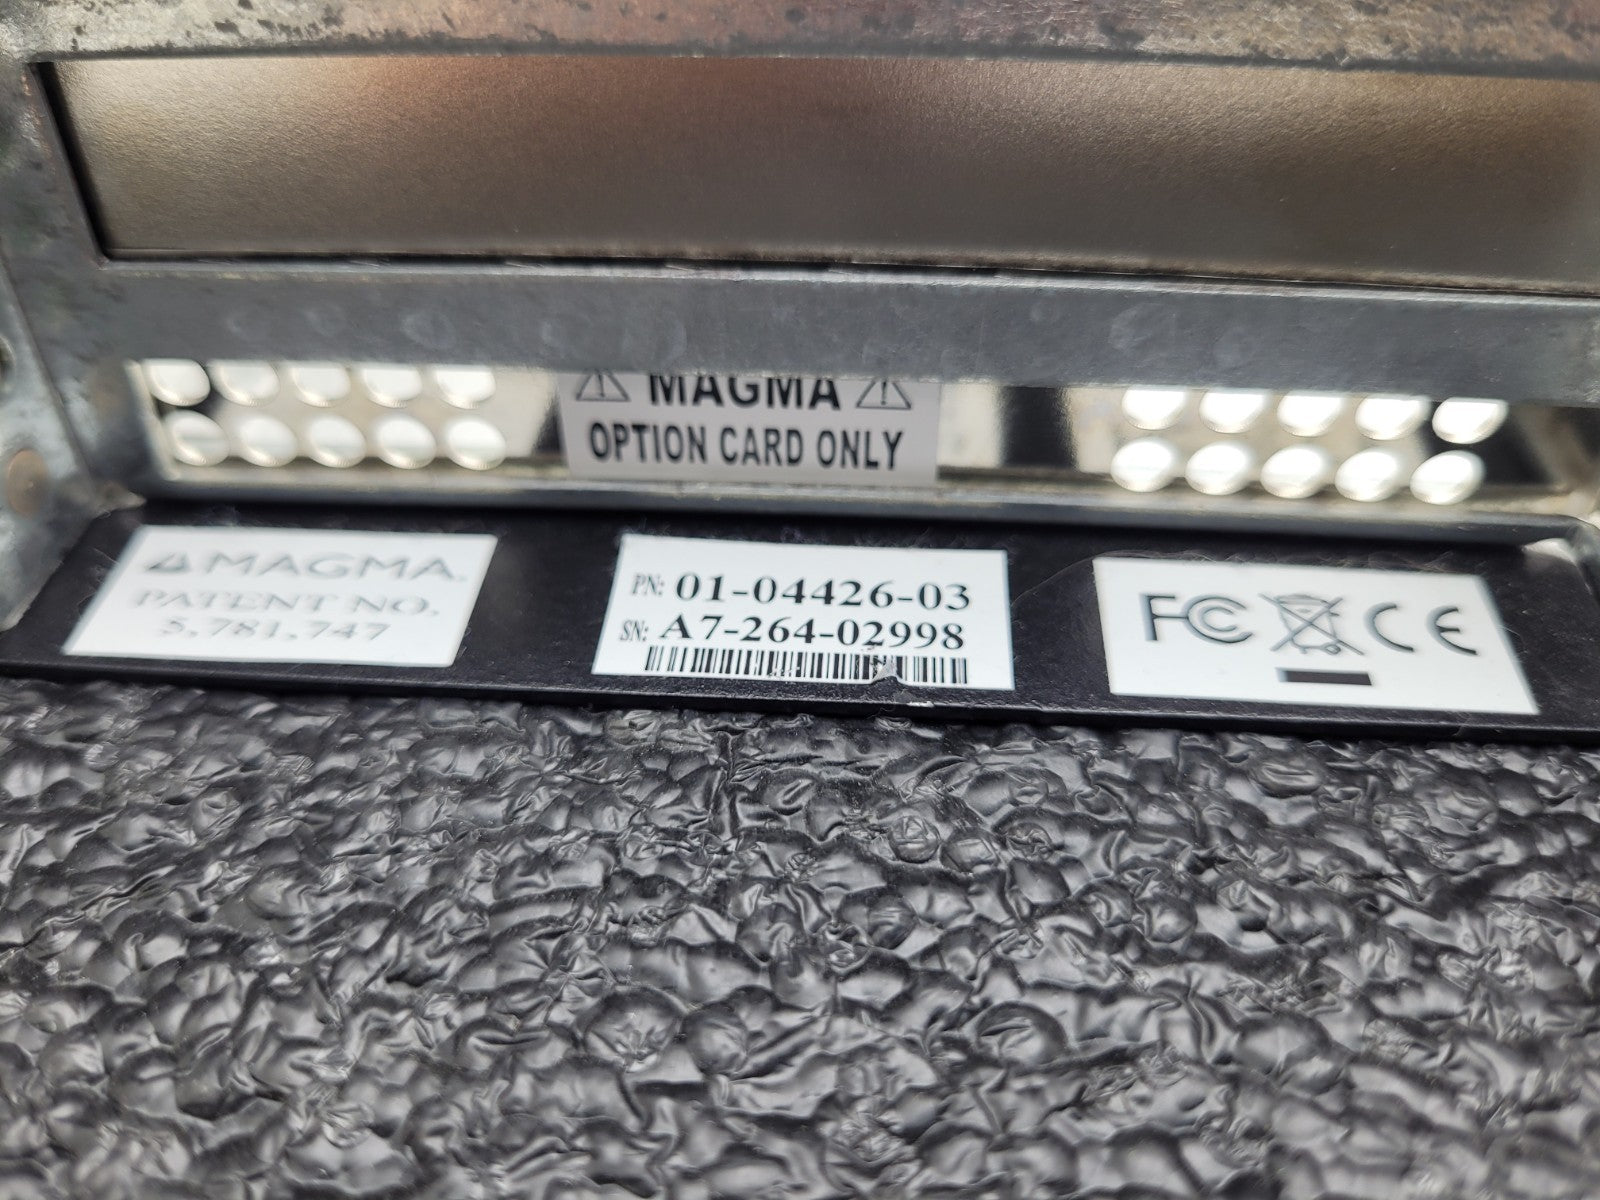 ⚠ MAGMA ⚠
OPTION CARD ONLY
MAGMA
PATENT NO.
5,781,747
PN: 01-04426-03
SN: A7-264-02998
FC CE